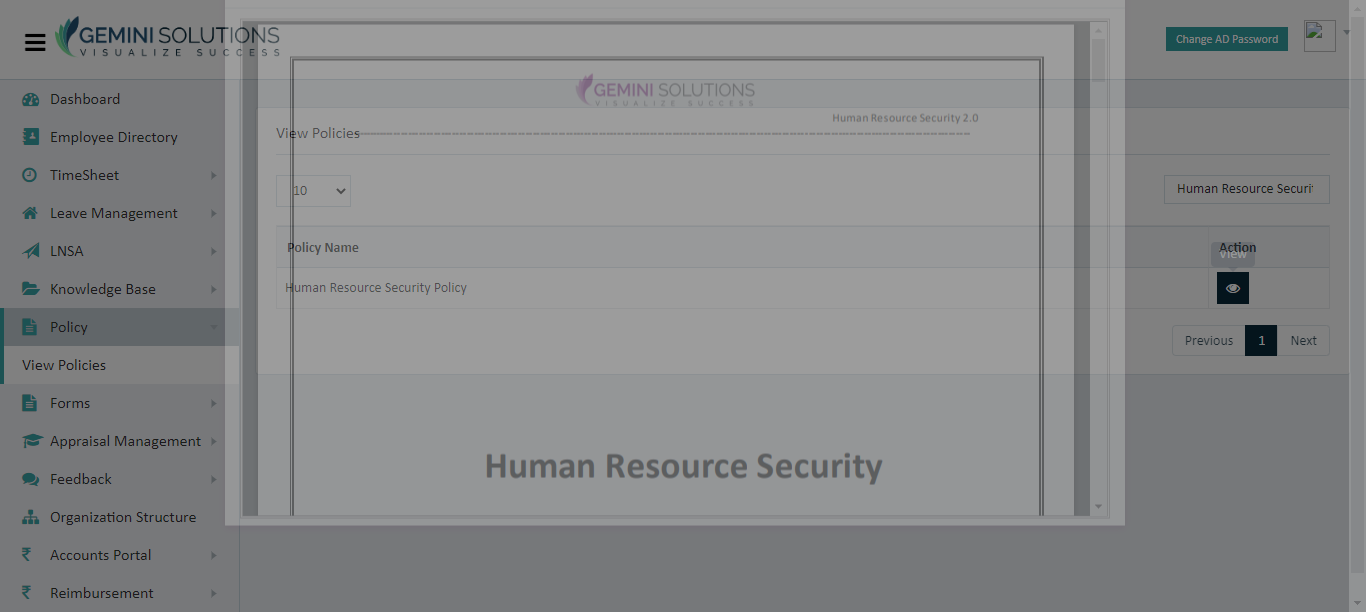 GEMINI SOLUTIONS
VISUALIZE SUCCESS
Change AD Password
Dashboard
Employee Directory
TimeSheet
Leave Management
LNSA
Knowledge Base
Policy
View Policies
Forms
Appraisal Management
Feedback
Organization Structure
₹ Accounts Portal
₹ Reimbursement
GEMINI SOLUTIONS
VISUALIZE SUCCESS
Human Resource Security 2.0
View Policies
10
Human Resource Securit
Policy Name
Action
View
Human Resource Security Policy
Previous 1 Next
Human Resource Security